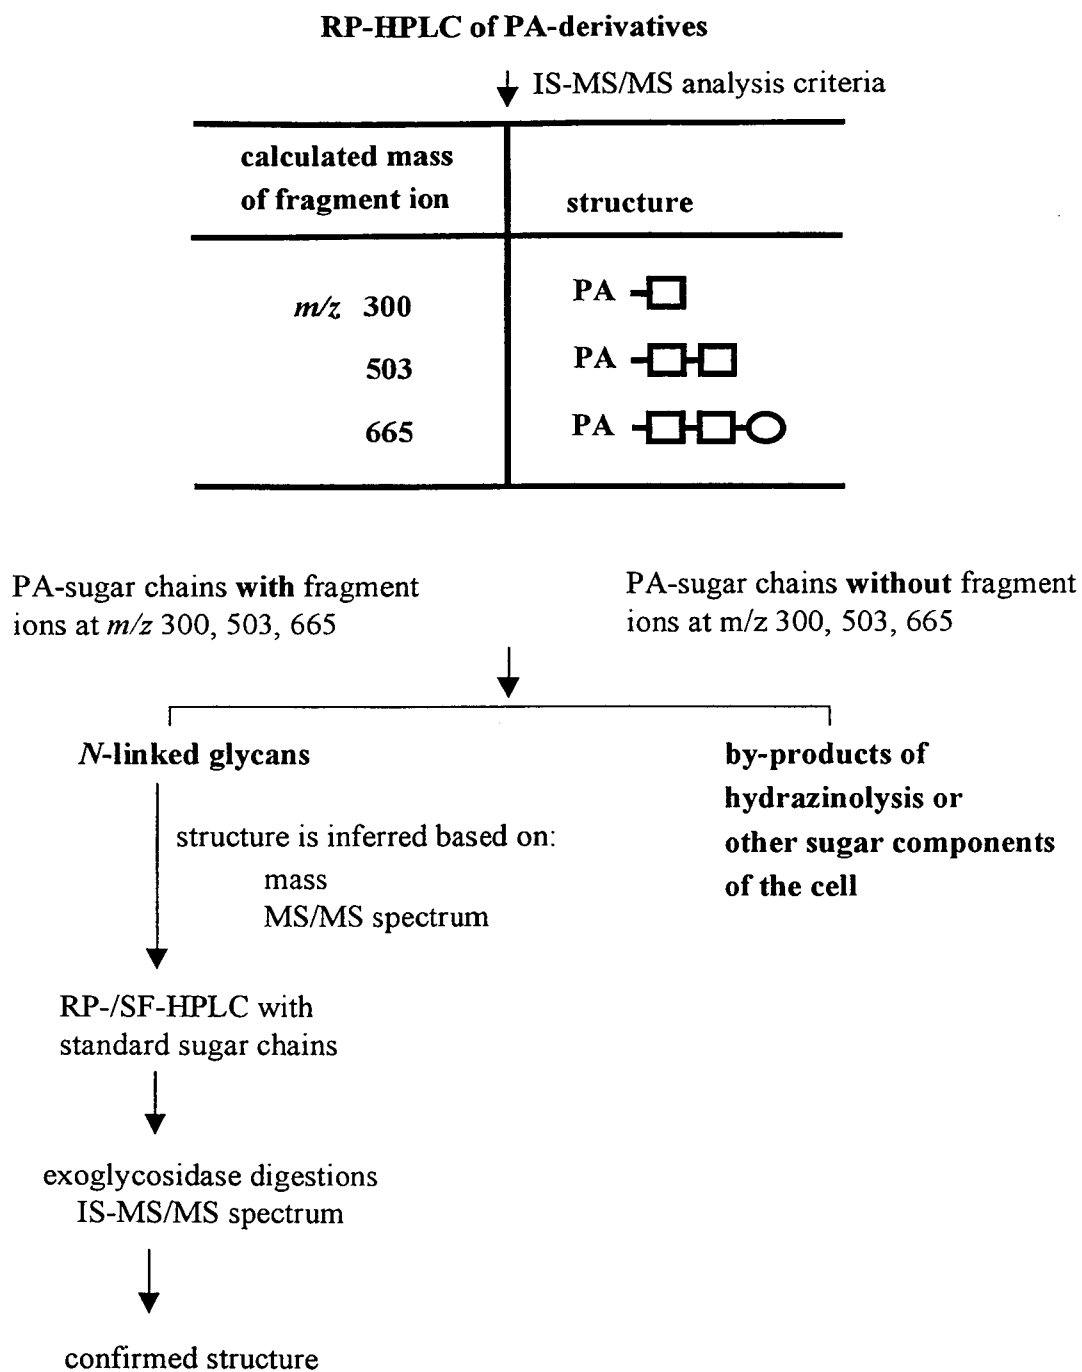 RP-HPLC of PA-derivatives
IS-MS/MS analysis criteria
calculated mass
of fragment ion
structure
m/z 300
PA
503
PA
665
PA
PA-sugar chains with fragment
ions at m/z 300, 503, 665
PA-sugar chains without fragment
ions at m/z 300, 503, 665
N-linked glycans
by-products of
hydrazinolysis or
other sugar components
of the cell
structure is inferred based on:
mass
MS/MS spectrum
RP-/SF-HPLC with
standard sugar chains
exoglycosidase digestions
IS-MS/MS spectrum
confirmed structure